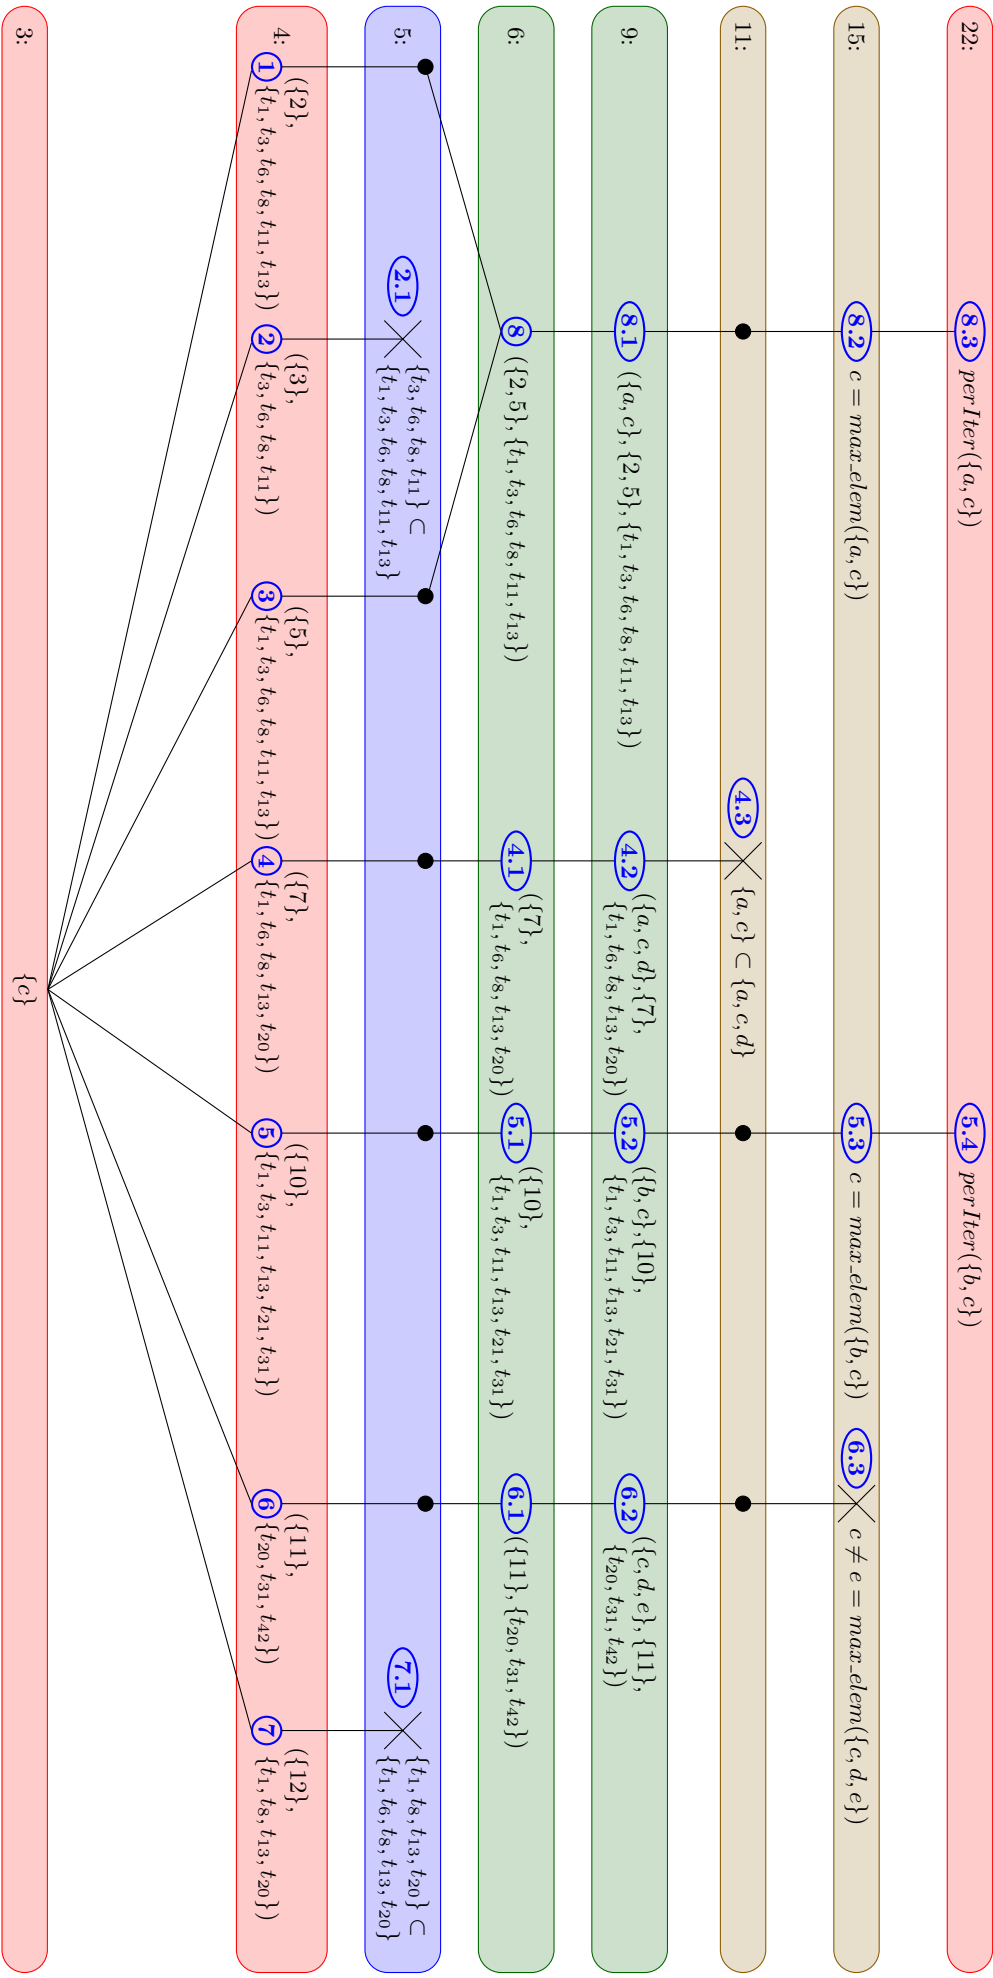 3:
{c}
4:
1
({2},
{t₁, t₃, t₆, t₈, t₁₁, t₁₃})
2
({3},
{t₃, t₆, t₈, t₁₁})
3
({5},
{t₁, t₃, t₆, t₈, t₁₁, t₁₃})
4
({7},
{t₁, t₆, t₈, t₁₃, t₂₀})
5
({10},
{t₁, t₃, t₁₁, t₁₃, t₂₁, t₃₁})
6
({11},
{t₂₀, t₃₁, t₄₂})
7
({12},
{t₁, t₈, t₁₃, t₂₀})
5:
2.1
{t₃, t₆, t₈, t₁₁} ⊂
{t₁, t₃, t₆, t₈, t₁₁, t₁₃}
7.1
{t₁, t₈, t₁₃, t₂₀} ⊂
{t₁, t₆, t₈, t₁₃, t₂₀}
6:
8
({2, 5}, {t₁, t₃, t₆, t₈, t₁₁, t₁₃})
4.1
({7},
{t₁, t₆, t₈, t₁₃, t₂₀})
5.1
({10},
{t₁, t₃, t₁₁, t₁₃, t₂₁, t₃₁})
6.1
({11}, {t₂₀, t₃₁, t₄₂})
9:
8.1
({a, c}, {2, 5}, {t₁, t₃, t₆, t₈, t₁₁, t₁₃})
4.2
({a, c, d},{7},
{t₁, t₆, t₈, t₁₃, t₂₀})
5.2
({b, c},{10},
{t₁, t₃, t₁₁, t₁₃, t₂₁, t₃₁})
6.2
({c, d, e}, {11},
{t₂₀, t₃₁, t₄₂})
11:
4.3
{a, c} ⊂ {a, c, d}
15:
8.2
c = max_elem({a, c})
5.3
c = max_elem({b, c})
6.3
c ≠ e = max_elem({c, d, e})
22:
8.3
perIter({a, c})
5.4
perIter({b, c})